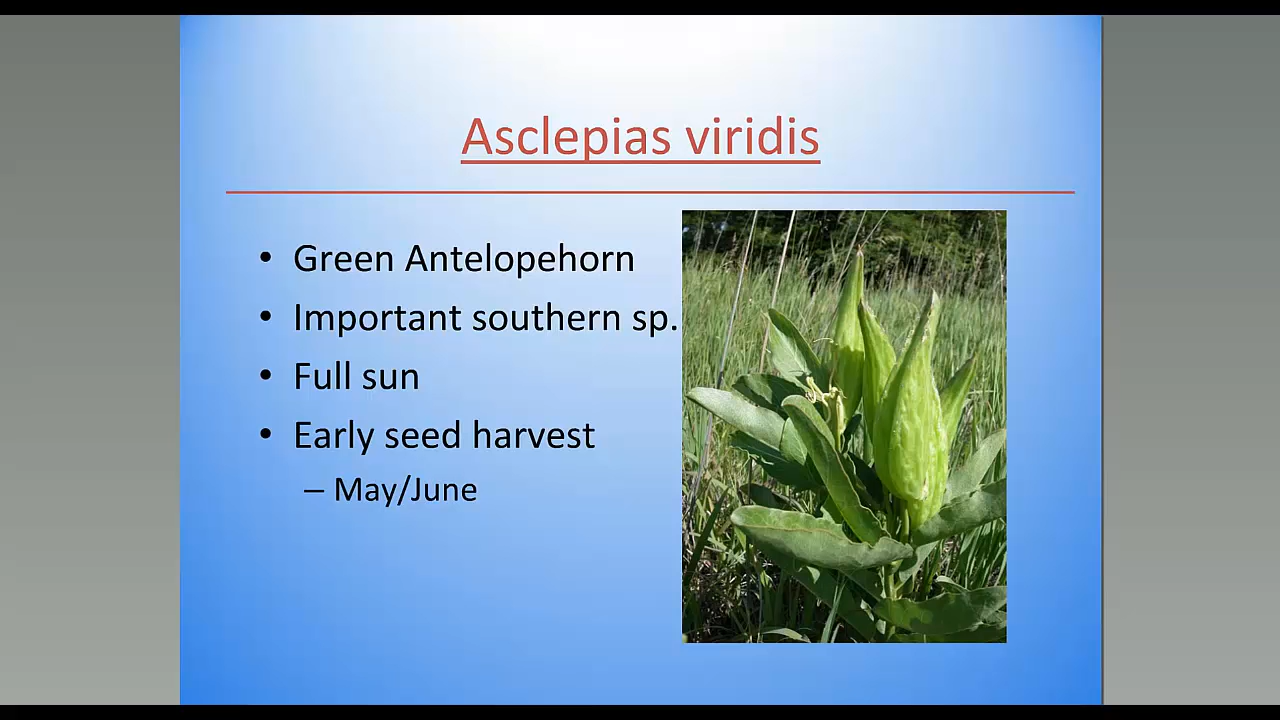 Asclepias viridis
• Green Antelopehorn
• Important southern sp.
• Full sun
• Early seed harvest
– May/June